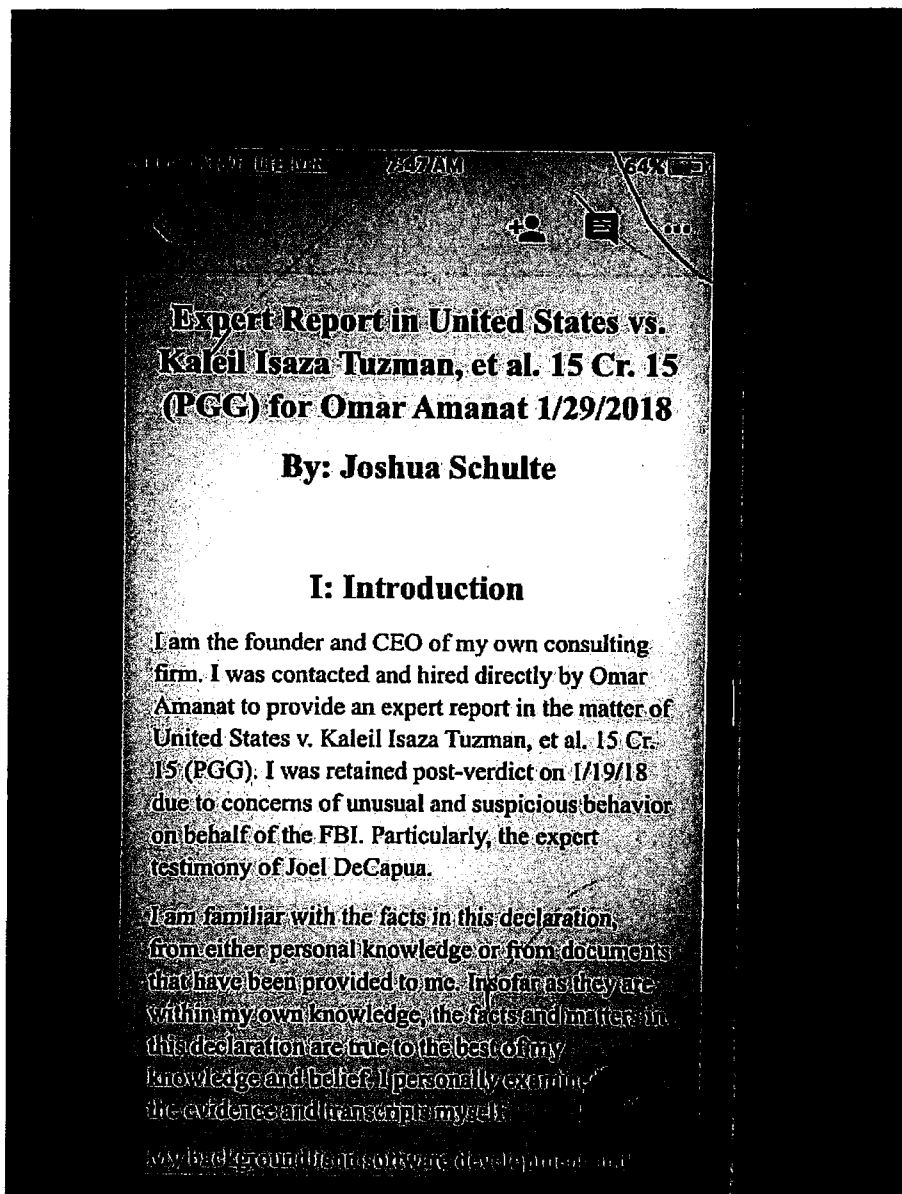 7:47 AM 64%
Expert Report in United States vs.
Kaleil Isaza Tuzman, et al. 15 Cr. 15
(PGG) for Omar Amanat 1/29/2018
By: Joshua Schulte
I: Introduction
I am the founder and CEO of my own consulting
firm. I was contacted and hired directly by Omar
Amanat to provide an expert report in the matter of
United States v. Kaleil Isaza Tuzman, et al. 15 Cr.
15 (PGG). I was retained post-verdict on 1/19/18
due to concerns of unusual and suspicious behavior
on behalf of the FBI. Particularly, the expert
testimony of Joel DeCapua.
I am familiar with the facts in this declaration,
from either personal knowledge or from documents
that have been provided to me. Insofar as they are
within my own knowledge, the facts and matters in
this declaration are true to the best of my
knowledge and belief. I personally examined
the evidence and transcripts myself.
My background software development and